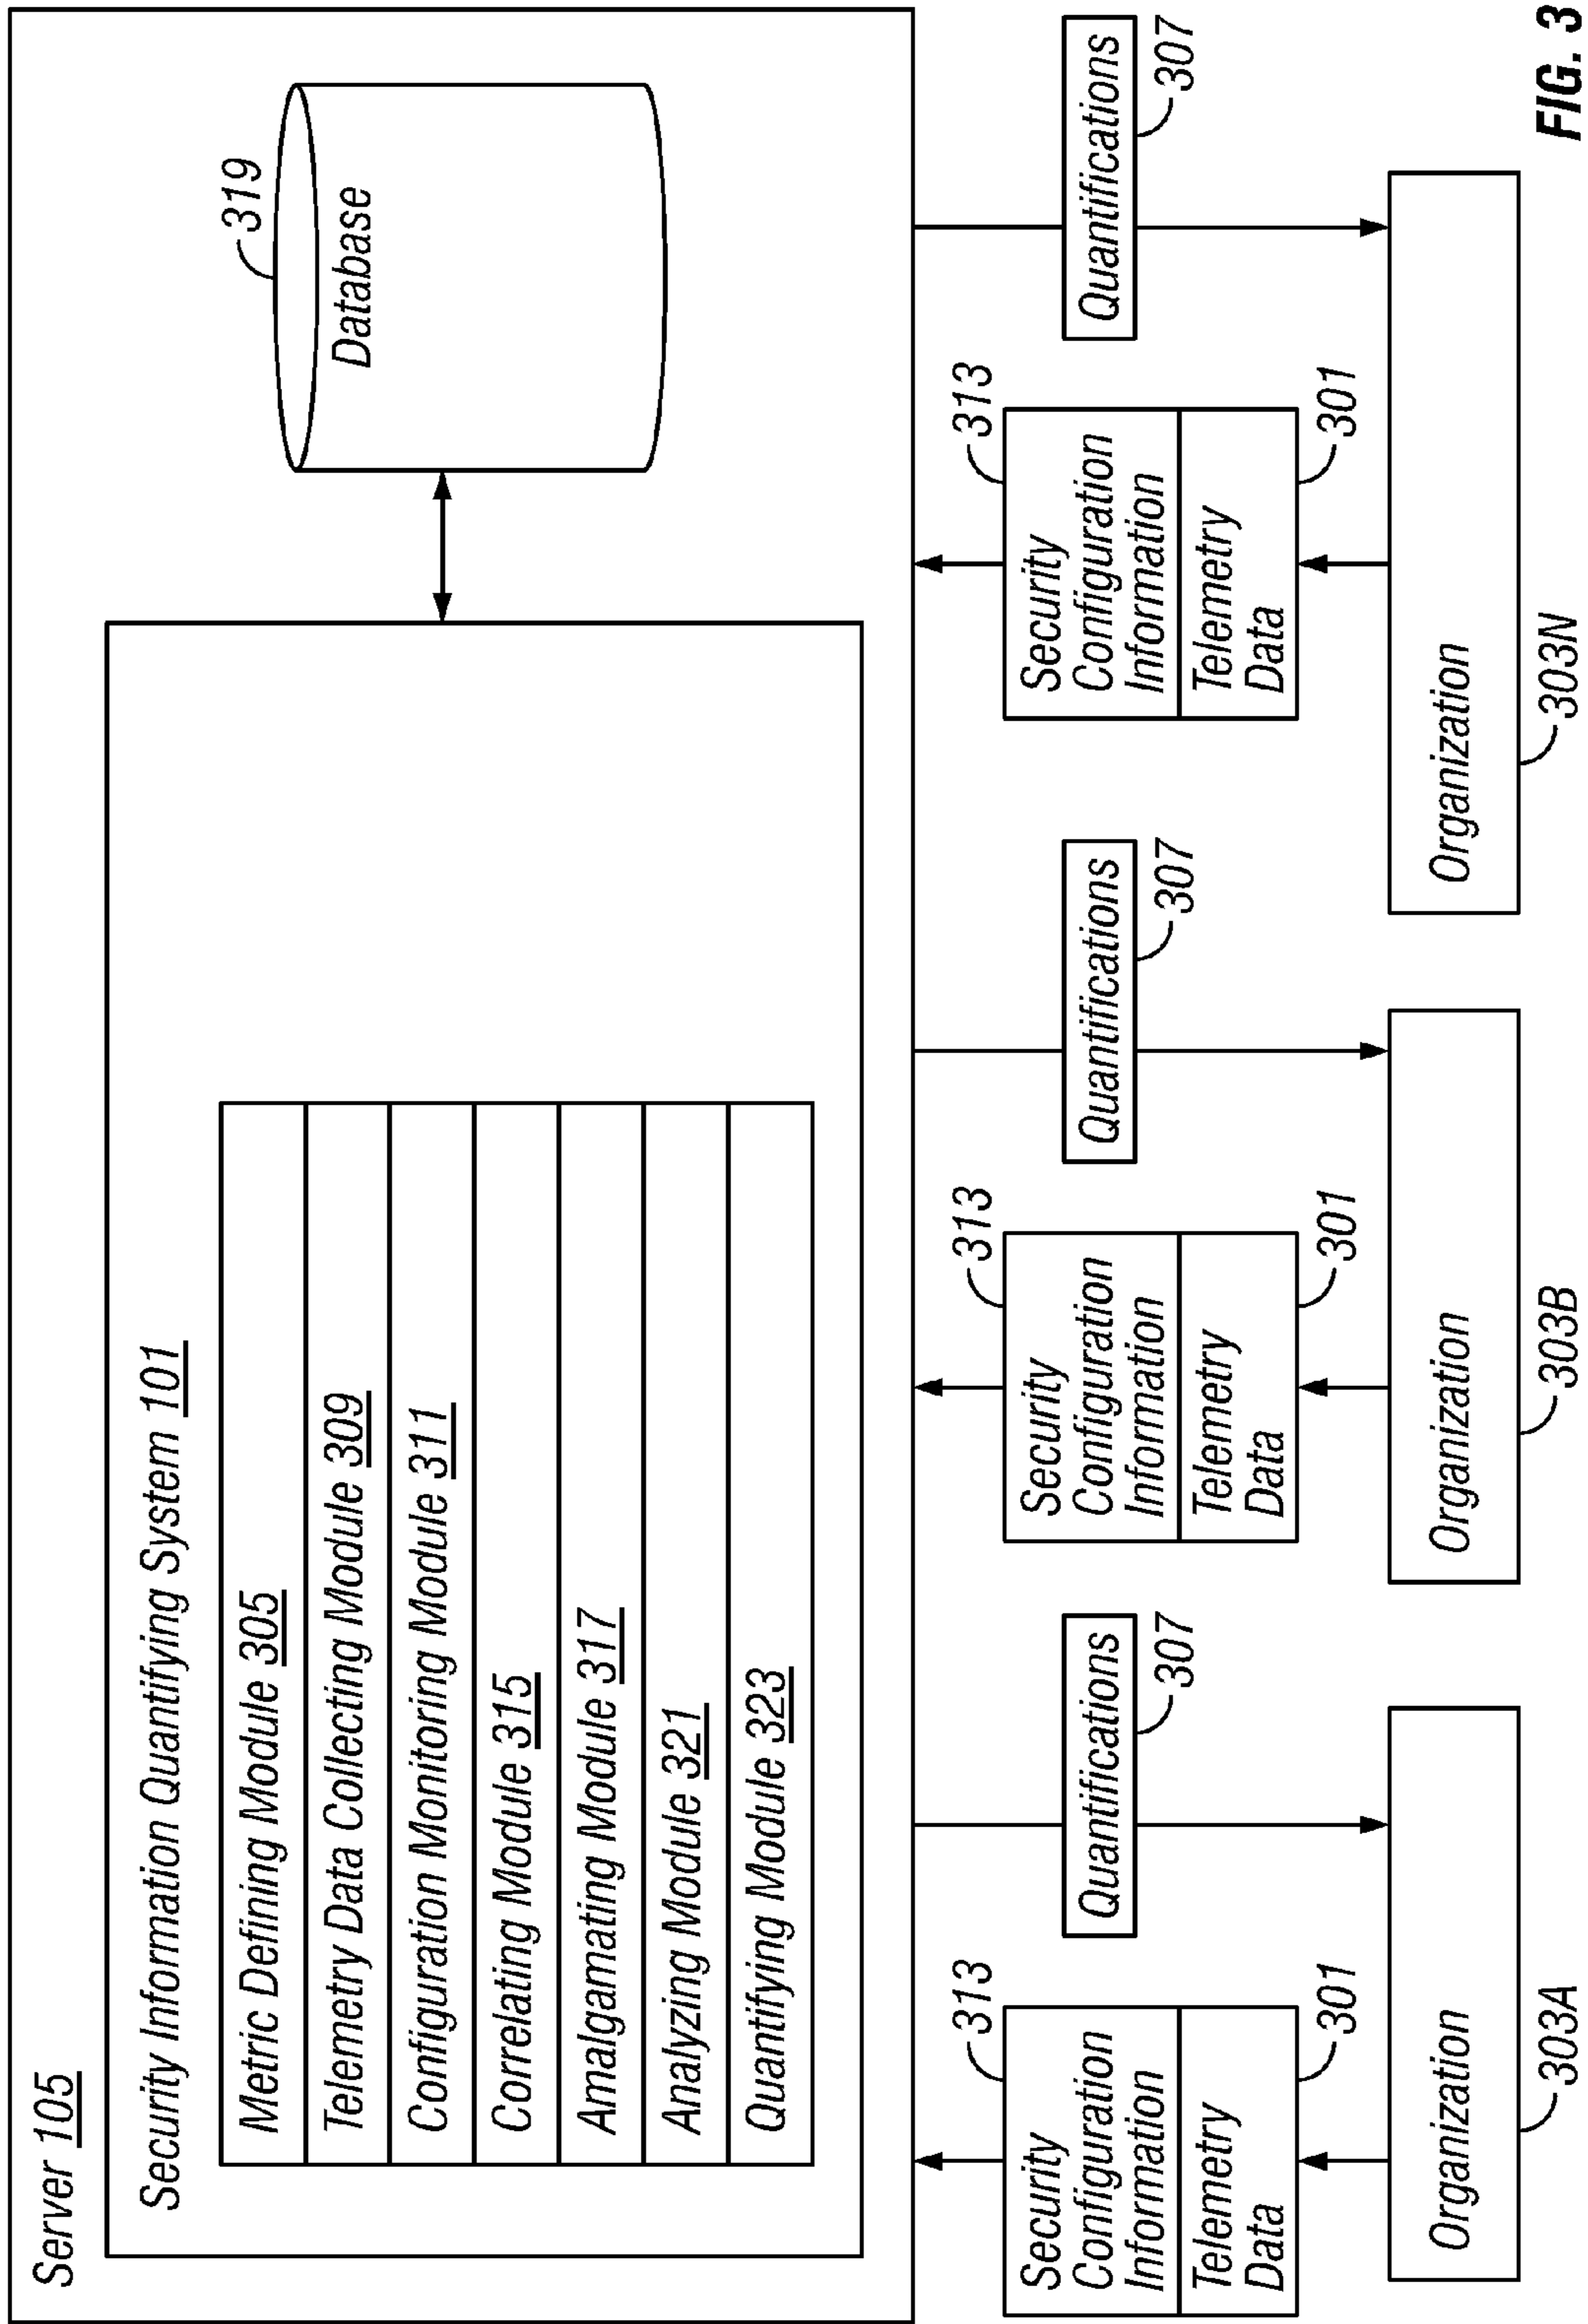 Server 105
Security Information Quantifying System 101
Metric Defining Module 305
Telemetry Data Collecting Module 309
Configuration Monitoring Module 311
Correlating Module 315
Amalgamating Module 317
Analyzing Module 321
Quantifying Module 323
319
Database
313
Security
Configuration
Information
Telemetry
Data
301
Quantifications
307
Organization
303A
313
Security
Configuration
Information
Telemetry
Data
301
Quantifications
307
Organization
303B
313
Security
Configuration
Information
Telemetry
Data
301
Quantifications
307
Organization
303N
FIG. 3